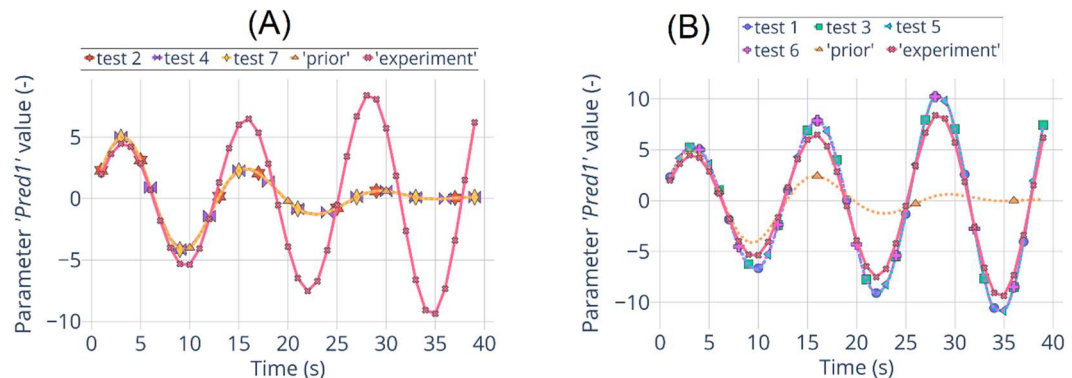 (A)
test 2 test 4 test 7 'prior' 'experiment'
Parameter 'Pred1' value (-)
5
0
−5
−10
0 5 10 15 20 25 30 35 40
Time (s)
(B)
test 1 test 3 test 5
test 6 'prior' 'experiment'
Parameter 'Pred1' value (-)
10
5
0
−5
−10
0 5 10 15 20 25 30 35 40
Time (s)